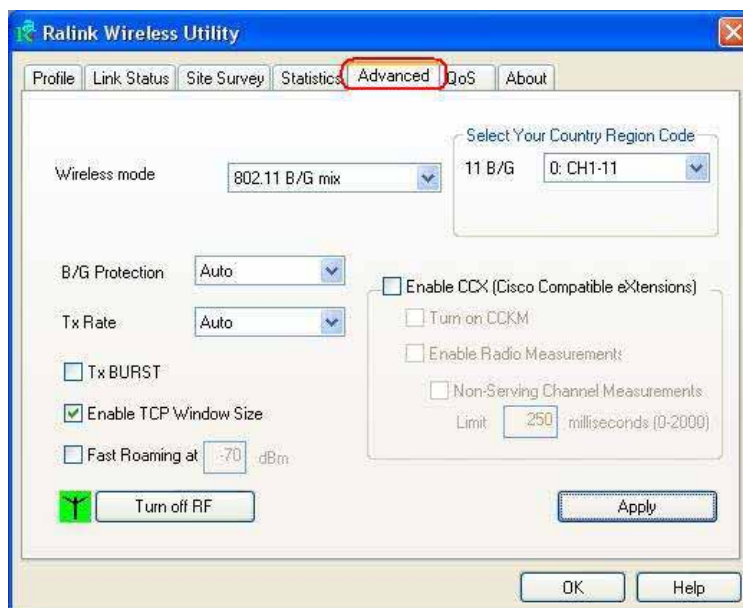 Ralink Wireless Utility
Profile Link Status Site Survey Statistics Advanced QoS About
Select Your Country Region Code
Wireless mode 802.11 B/G mix 11 B/G 0: CH1-11
B/G Protection Auto
Enable CCX (Cisco Compatible eXtensions)
Tx Rate Auto
Turn on CCKM
Enable Radio Measurements
Tx BURST
Non-Serving Channel Measurements
Enable TCP Window Size
Limit 250 milliseconds (0-2000)
Fast Roaming at -70 dBm
Turn off RF Apply
OK Help